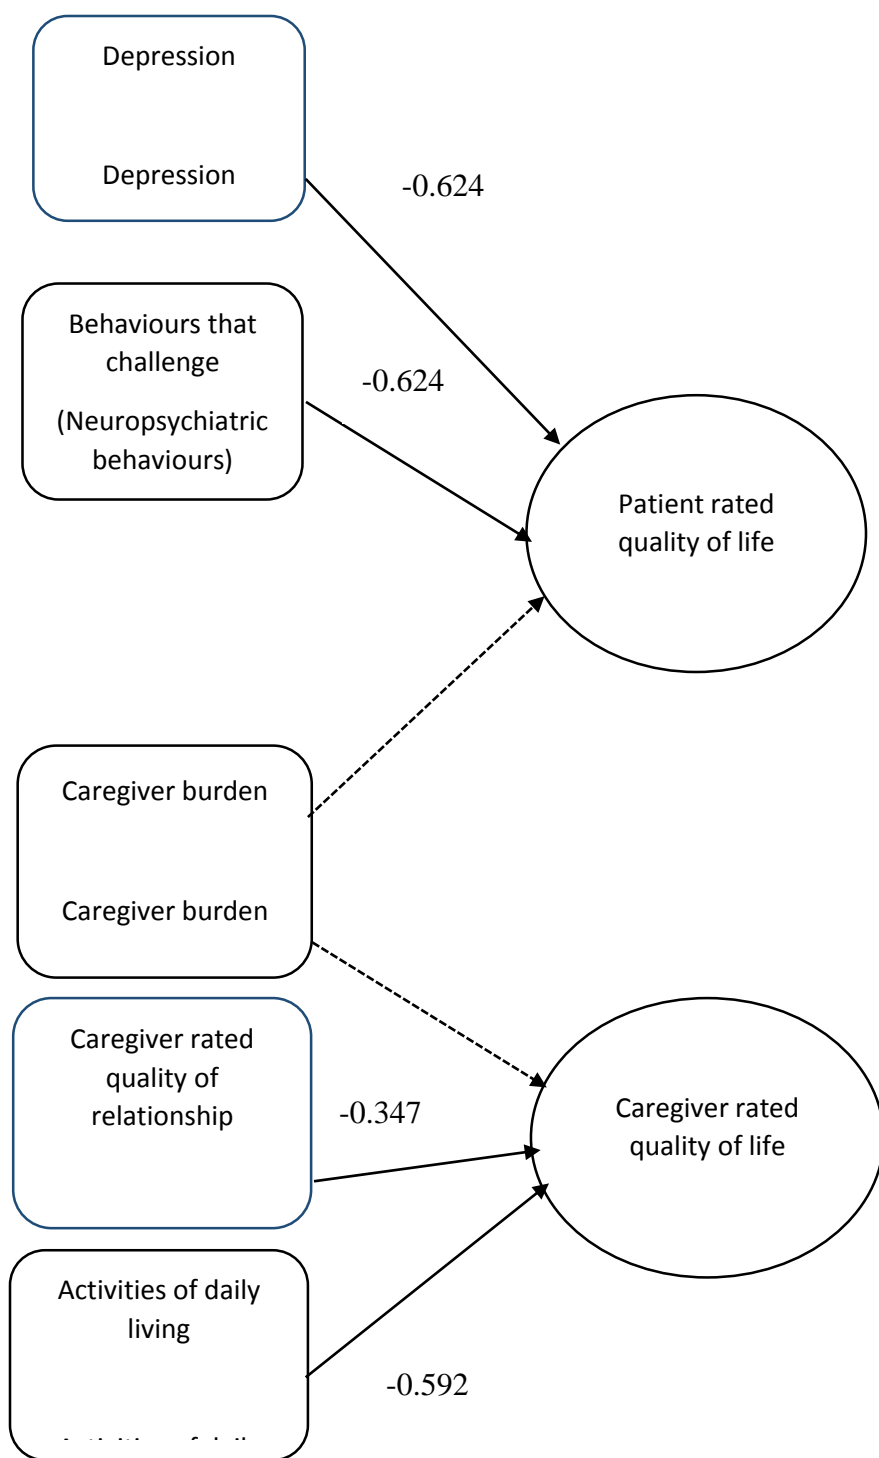 Depression
Depression
-0.624
Behaviours that
challenge
(Neuropsychiatric
behaviours)
-0.624
Patient rated
quality of life
Caregiver burden
Caregiver burden
Caregiver rated
quality of
relationship
-0.347
Caregiver rated
quality of life
Activities of daily
living
-0.592